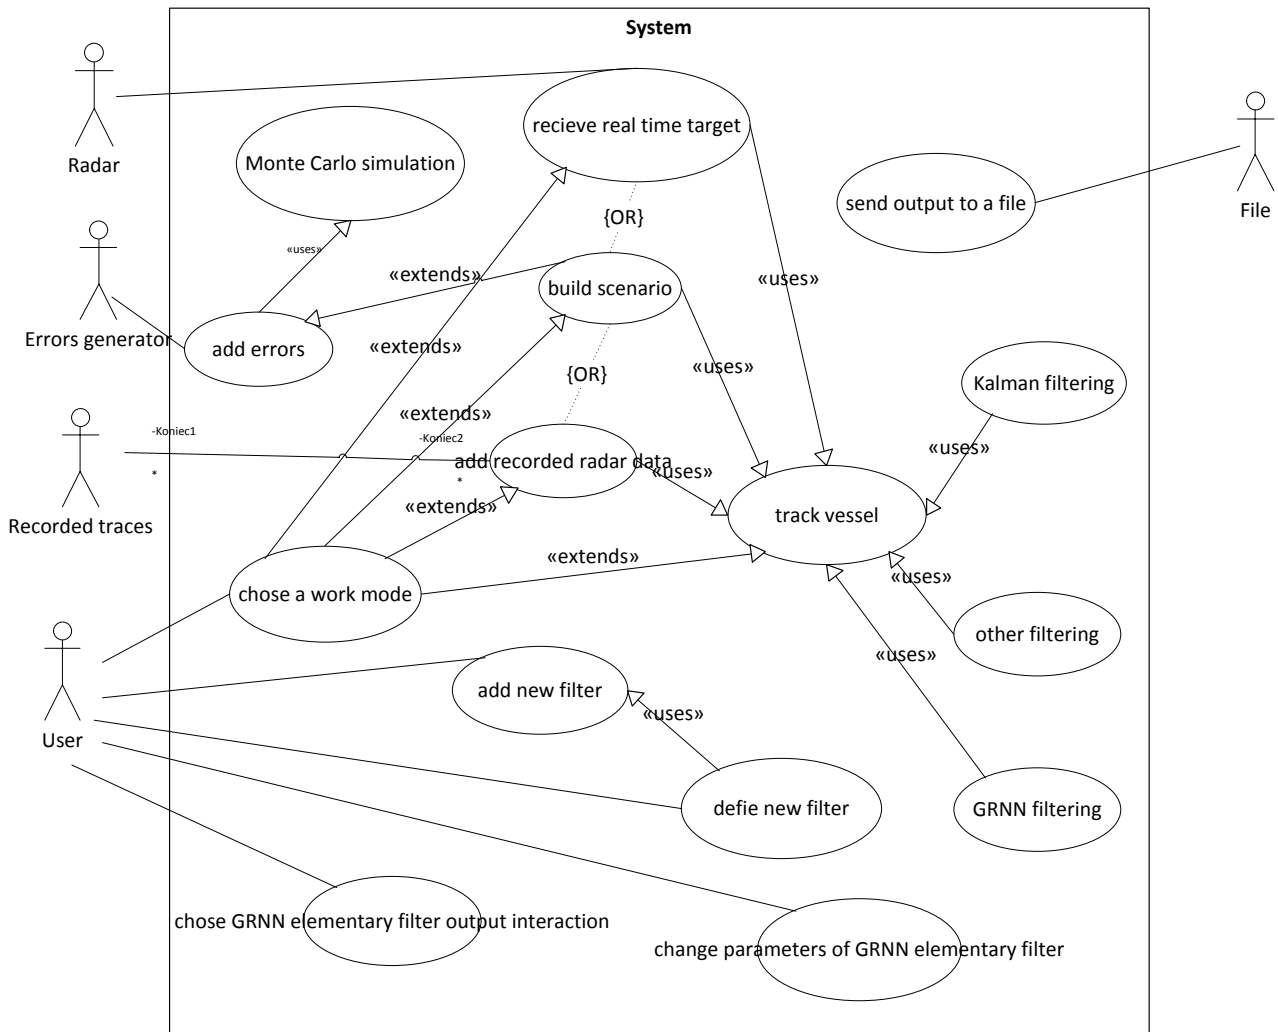 System
recieve real time target
Radar
Monte Carlo simulation
send output to a file
File
{OR}
«uses»
«extends»
«uses»
build scenario
Errors generator
add errors
«extends»
{OR}
«uses»
Kalman filtering
«extends»
-Koniec1
-Koniec2
«uses»
add recorded radar data
«uses»
*
*
«extends»
Recorded traces
track vessel
«extends»
«uses»
chose a work mode
other filtering
«uses»
add new filter
«uses»
User
defie new filter
GRNN filtering
chose GRNN elementary filter output interaction
change parameters of GRNN elementary filter